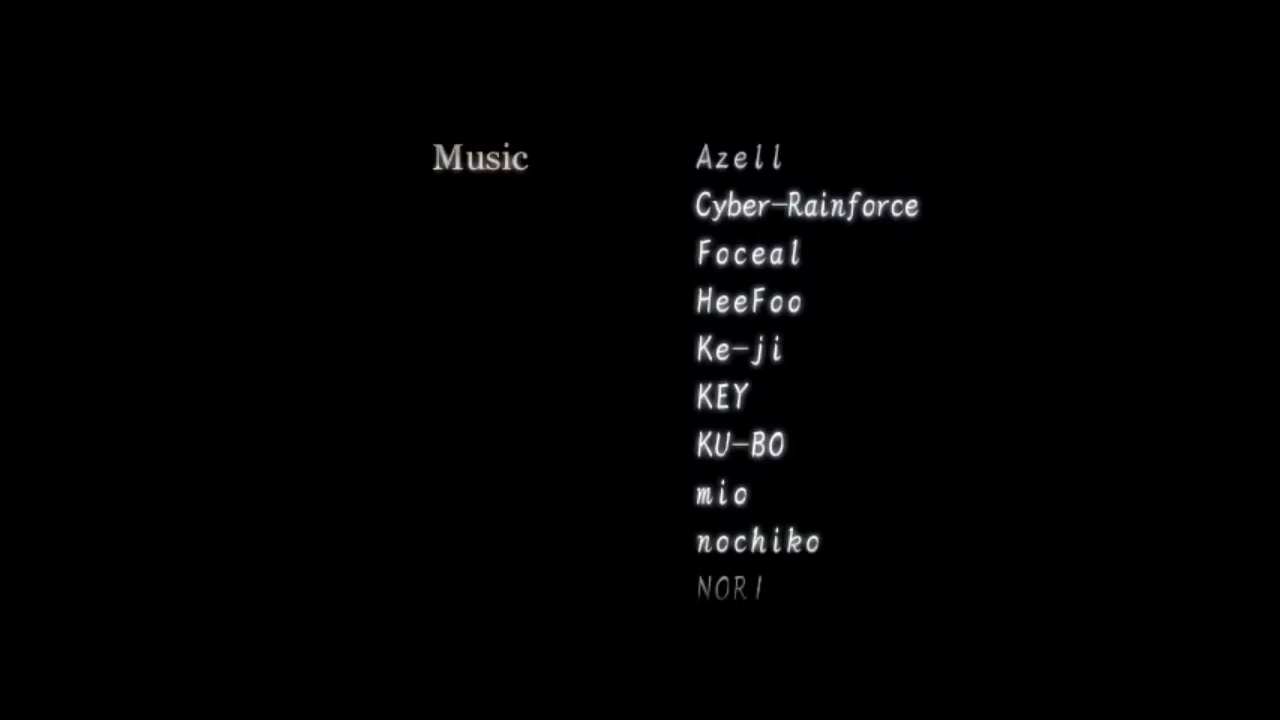 Music
Azell
Cyber-Rainforce
Foceal
HeeFoo
Ke-ji
KEY
KU-BO
mio
nochiko
NORI